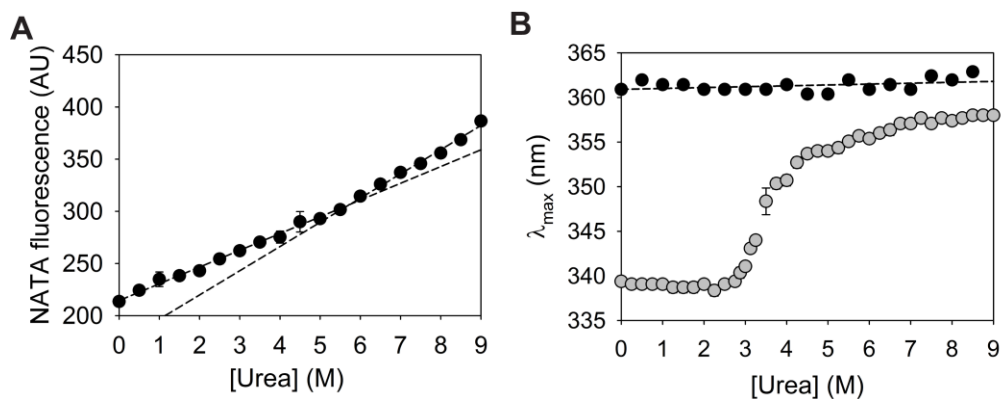 A
NATA fluorescence (AU)
450
400
350
300
250
200
0 1 2 3 4 5 6 7 8 9
[Urea] (M)
B
λmax (nm)
365
360
355
350
345
340
335
0 1 2 3 4 5 6 7 8 9
[Urea] (M)